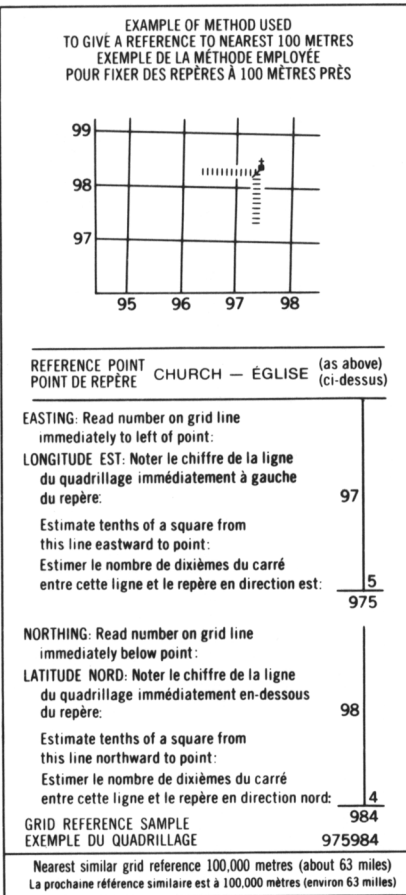 EXAMPLE OF METHOD USED
TO GIVE A REFERENCE TO NEAREST 100 METRES
EXEMPLE DE LA MÉTHODE EMPLOYÉE
POUR FIXER DES REPÈRES À 100 MÈTRES PRÈS
99
98
97
95 96 97 98
REFERENCE POINT CHURCH — ÉGLISE (as above)
POINT DE REPÈRE (ci-dessus)
EASTING: Read number on grid line
immediately to left of point:
LONGITUDE EST: Noter le chiffre de la ligne
du quadrillage immédiatement à gauche
du repère: 97
Estimate tenths of a square from
this line eastward to point:
Estimer le nombre de dixièmes du carré
entre cette ligne et le repère en direction est: 5
975
NORTHING: Read number on grid line
immediately below point:
LATITUDE NORD: Noter le chiffre de la ligne
du quadrillage immédiatement en-dessous
du repère: 98
Estimate tenths of a square from
this line northward to point:
Estimer le nombre de dixièmes du carré
entre cette ligne et le repère en direction nord: 4
984
GRID REFERENCE SAMPLE
EXEMPLE DU QUADRILLAGE 975984
Nearest similar grid reference 100,000 metres (about 63 miles)
La prochaine référence similaire est à 100,000 mètres (environ 63 milles)